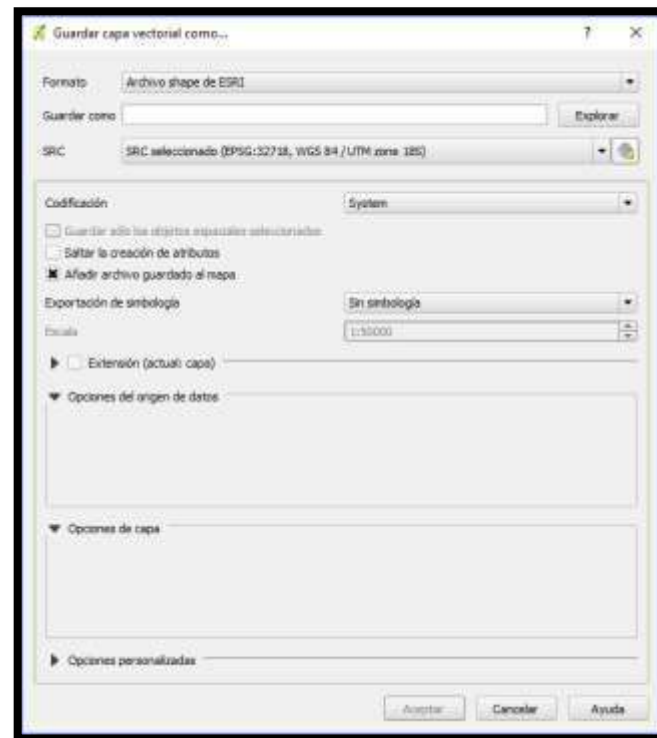 Guardar capa vectorial como...
Formato Archivo shape de ESRI
Guardar como Explorar
SRC SRC seleccionado (EPSG:32718, WGS 84 / UTM zone 18S)
Codificación System
Guardar sólo los objetos espaciales seleccionados
Saltar la creación de atributos
Añadir archivo guardado al mapa
Exportación de simbología Sin simbología
Escala 1:50000
Extensión (actual: capa)
Opciones del origen de datos
Opciones de capa
Opciones personalizadas
Aceptar Cancelar Ayuda